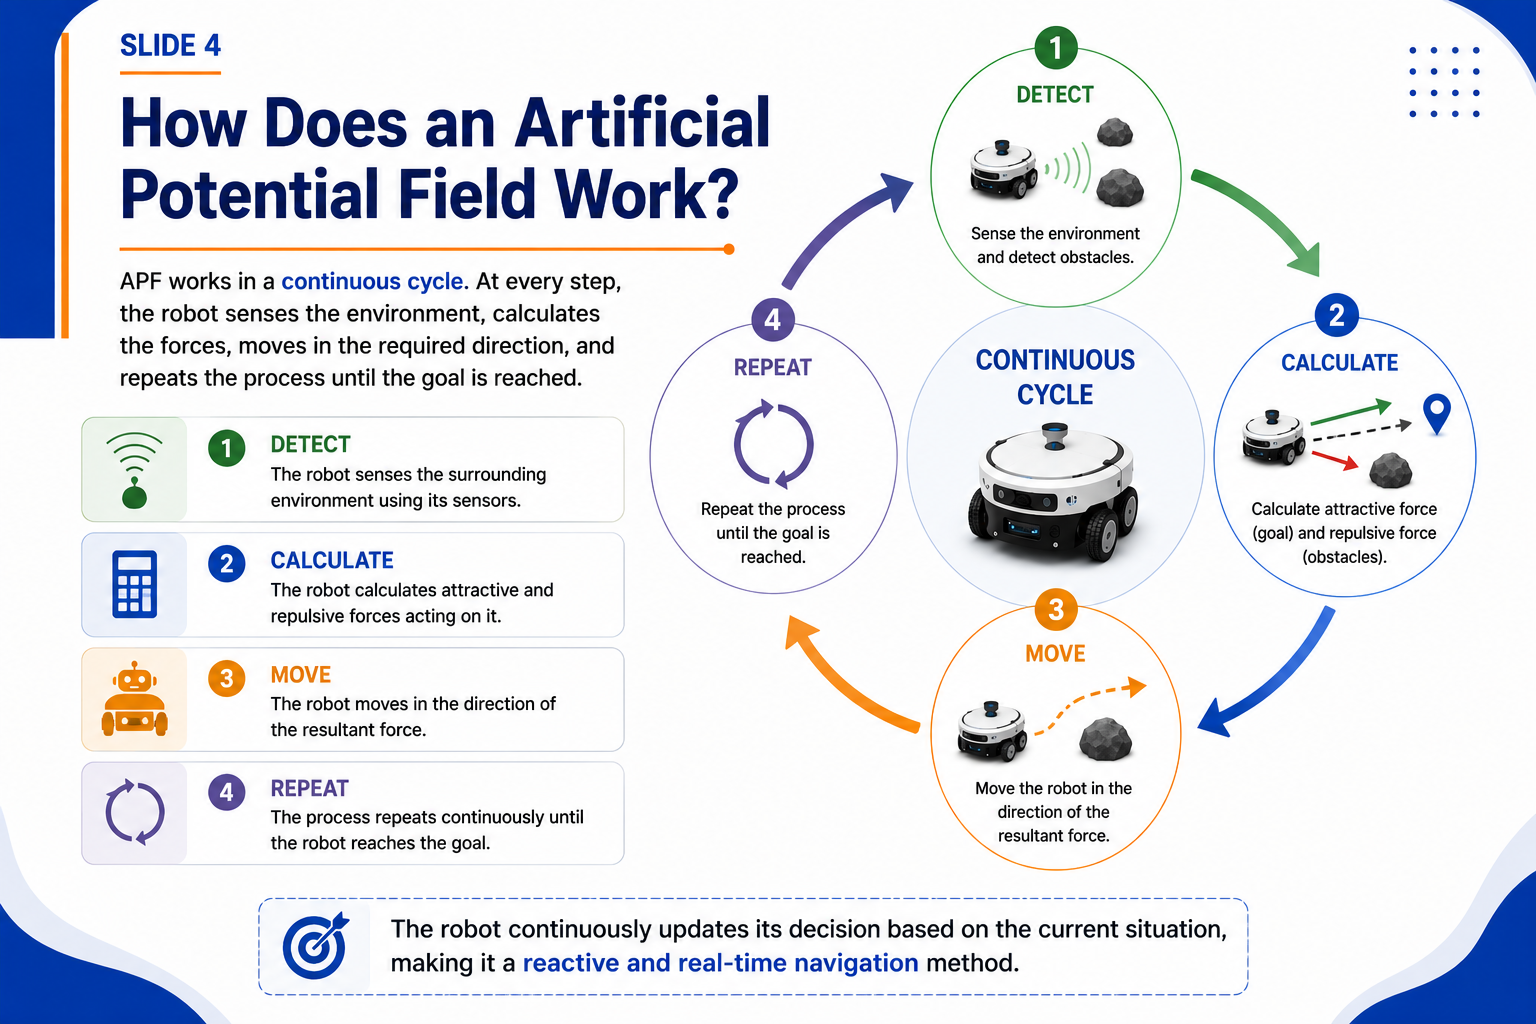 SLIDE 4
How Does an Artificial
Potential Field Work?
APF works in a continuous cycle. At every step,
the robot senses the environment, calculates
the forces, moves in the required direction, and
repeats the process until the goal is reached.
1
DETECT
The robot senses the surrounding
environment using its sensors.
2
CALCULATE
The robot calculates attractive and
repulsive forces acting on it.
3
MOVE
The robot moves in the direction of
the resultant force.
4
REPEAT
The process repeats continuously until
the robot reaches the goal.
1
DETECT
Sense the environment
and detect obstacles.
2
CALCULATE
Calculate attractive force
(goal) and repulsive force
(obstacles).
3
MOVE
Move the robot in the
direction of the
resultant force.
4
REPEAT
Repeat the process
until the goal is
reached.
CONTINUOUS
CYCLE
The robot continuously updates its decision based on the current situation,
making it a reactive and real-time navigation method.